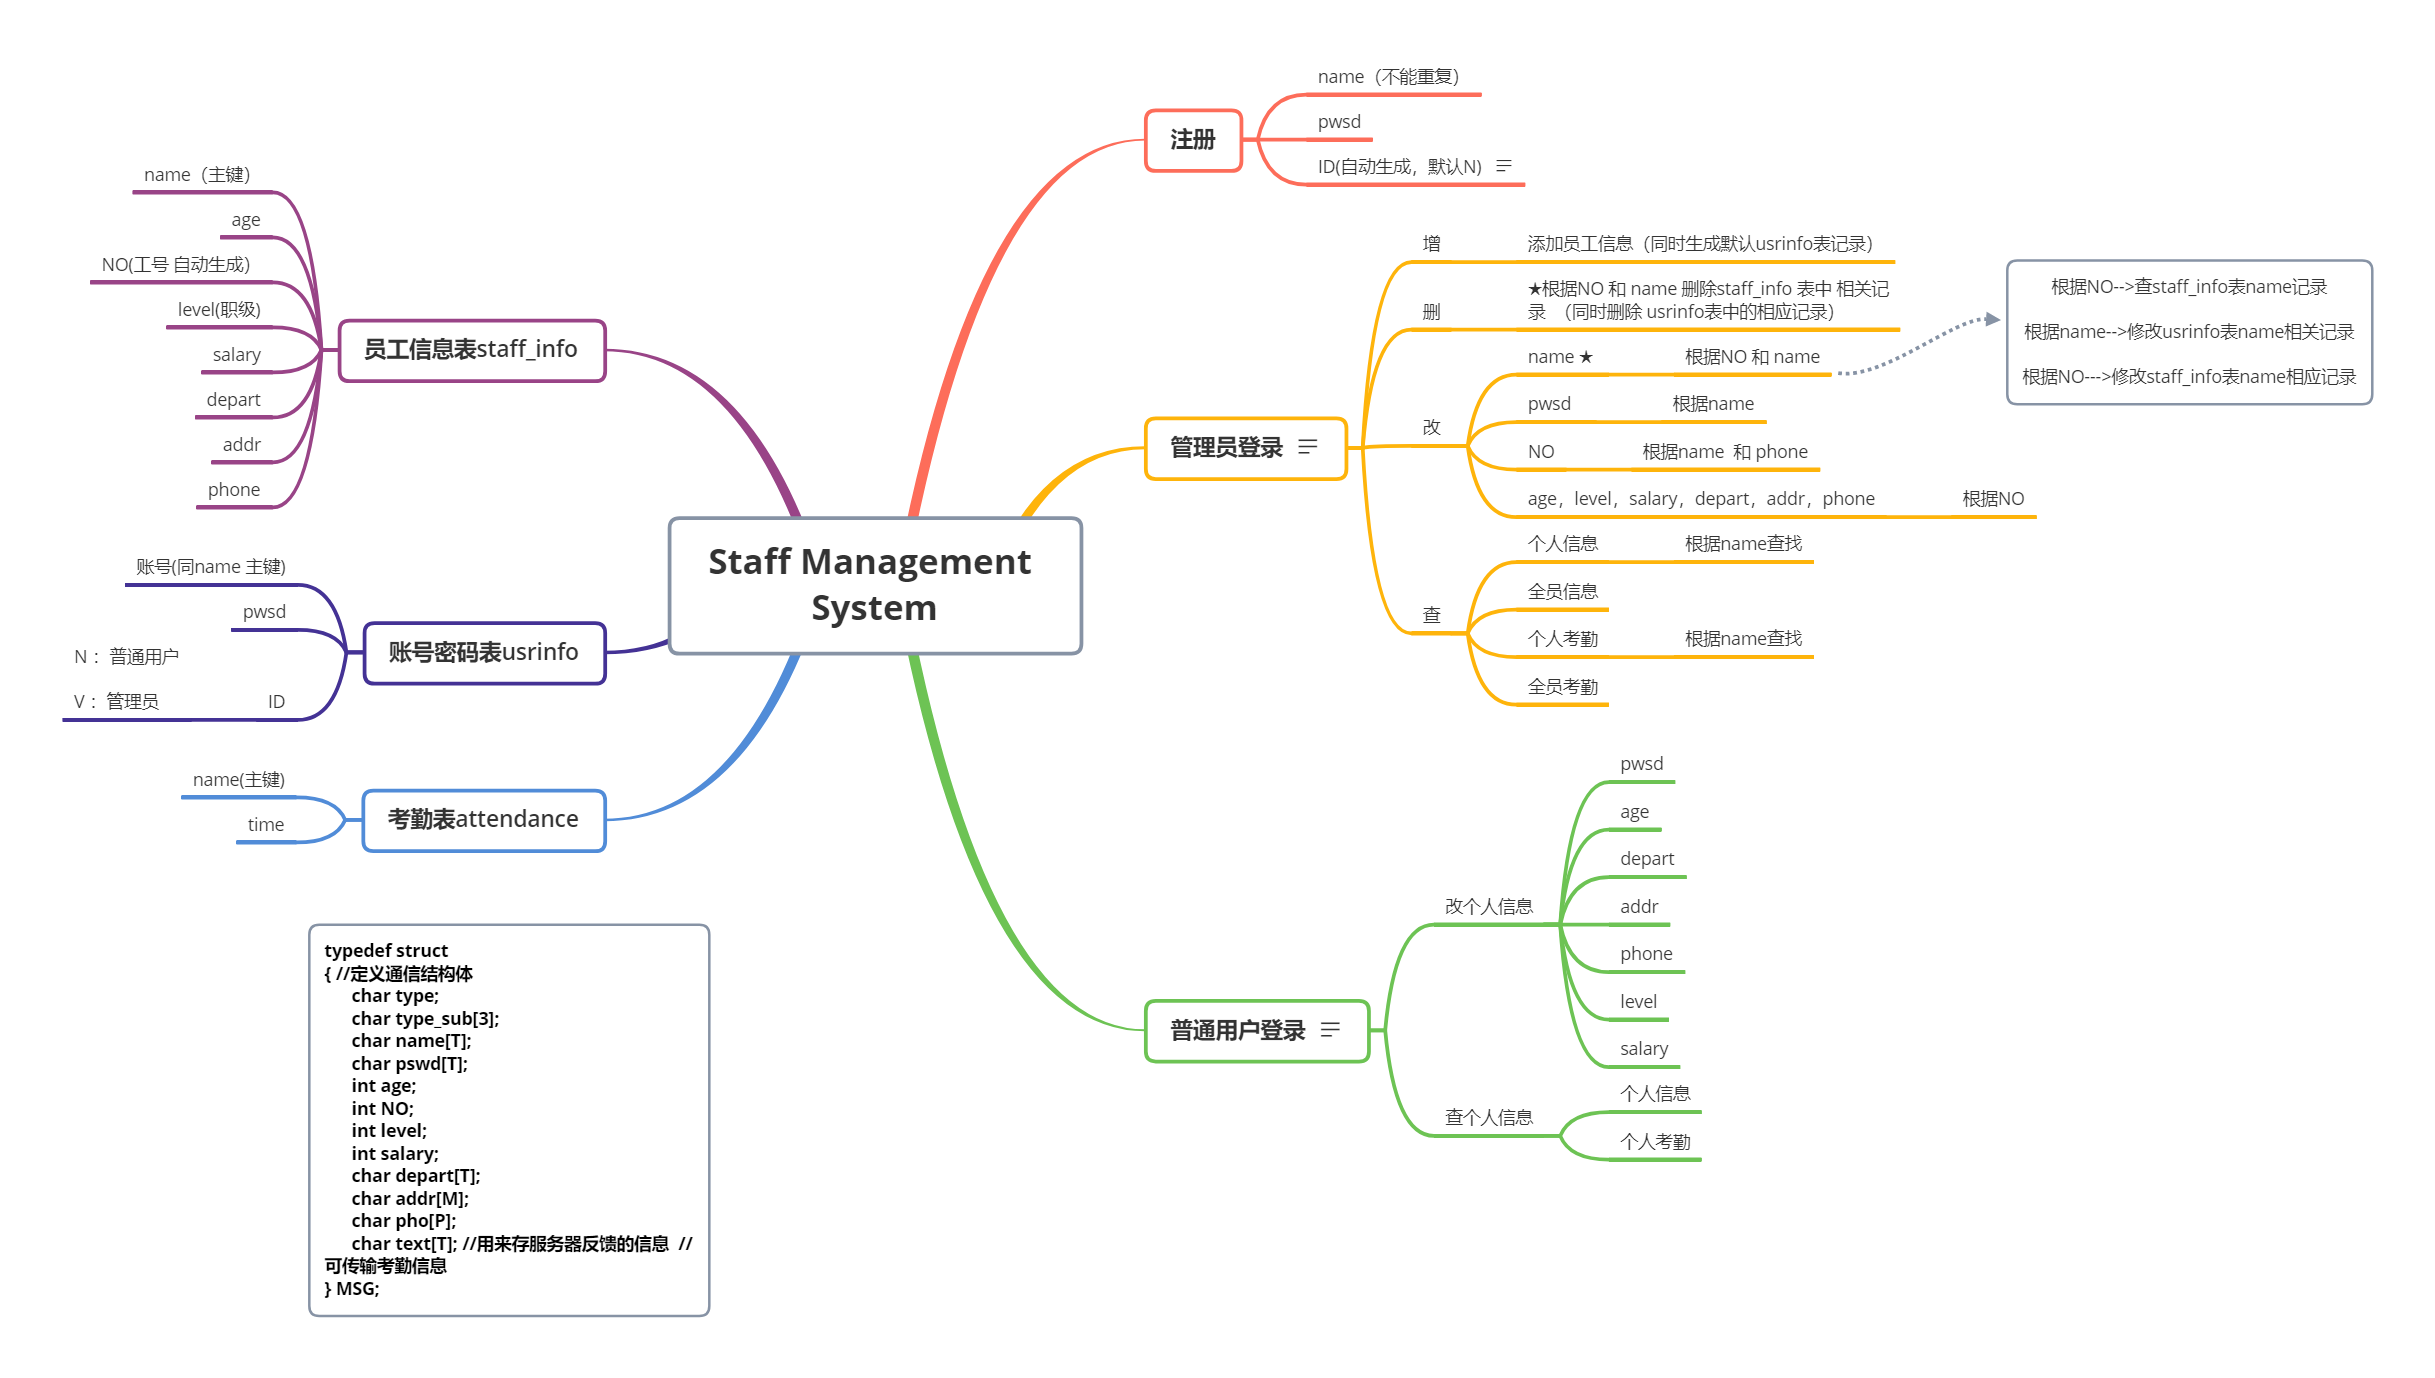 Staff Management
System
注册
name（不能重复）
pwsd
ID(自动生成，默认N)
管理员登录
增
添加员工信息（同时生成默认usrinfo表记录）
删
★根据NO 和 name 删除staff_info 表中 相关记
录 （同时删除 usrinfo表中的相应记录）
改
name ★
根据NO 和 name
根据NO-->查staff_info表name记录
根据name-->修改usrinfo表name相关记录
根据NO--->修改staff_info表name相应记录
pwsd
根据name
NO
根据name 和 phone
age，level，salary，depart，addr，phone
根据NO
查
个人信息
根据name查找
全员信息
个人考勤
根据name查找
全员考勤
普通用户登录
改个人信息
pwsd
age
depart
addr
phone
level
salary
查个人信息
个人信息
个人考勤
员工信息表staff_info
name（主键）
age
NO(工号 自动生成)
level(职级)
salary
depart
addr
phone
账号密码表usrinfo
账号(同name 主键)
pwsd
ID
N： 普通用户
V： 管理员
考勤表attendance
name(主键)
time
typedef struct
{ //定义通信结构体
char type;
char type_sub[3];
char name[T];
char pswd[T];
int age;
int NO;
int level;
int salary;
char depart[T];
char addr[M];
char pho[P];
char text[T]; //用来存服务器反馈的信息 //
可传输考勤信息
} MSG;